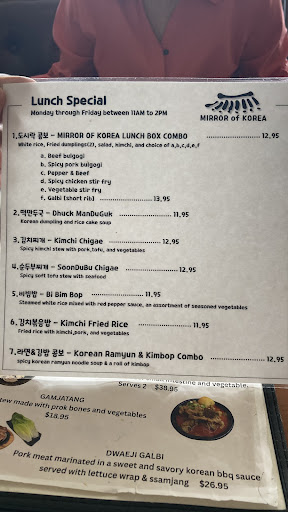 Lunch Special
Monday through Friday between 11AM to 2PM
MIRROR of KOREA
1.도시락 콤보 - MIRROR OF KOREA LUNCH BOX COMBO 12.95
White rice, Fried dumplings(2), salad, kimchi, and choice of a,b,c,d,e,f
a. Beef bulgogi
b. Spicy pork bulgogi
c. Pepper & Beef
d. Spicy chicken stir fry
e. Vegetable stir fry
f. Galbi (short rib) 13.95
2.떡만두국 - Dhuck ManDuGuk 11.95
Korean dumpling and rice cake soup
3.김치찌개 - Kimchi Chigae 12.95
Spicy kimchi stew with pork,tofu, and vegetables
4.순두부찌개 - SoonDuBu Chigae 12.95
Spicy soft tofu stew with seafood
5.비빔밥 - Bi Bim Bop 11.95
Steamed white rice mixed with red pepper sauce, an assortment of seasoned vegetables
6.김치볶음밥 - Kimchi Fried Rice 11.95
Fried rice with kimchi,pork, and vegetables
7.라면&김밥 콤보 - Korean Ramyun & Kimbop Combo 12.95
spicy korean ramyun noodle soup & a roll of kimbop
intestine and vegetable,
Serves 2 $38.95
GAMJATANG
stew made with prok bones and vegetables
$18.95
DWAEJI GALBI
Pork meat marinated in a sweet and savory korean bbq sauce
served with lettuce wrap & ssamjang $26.95